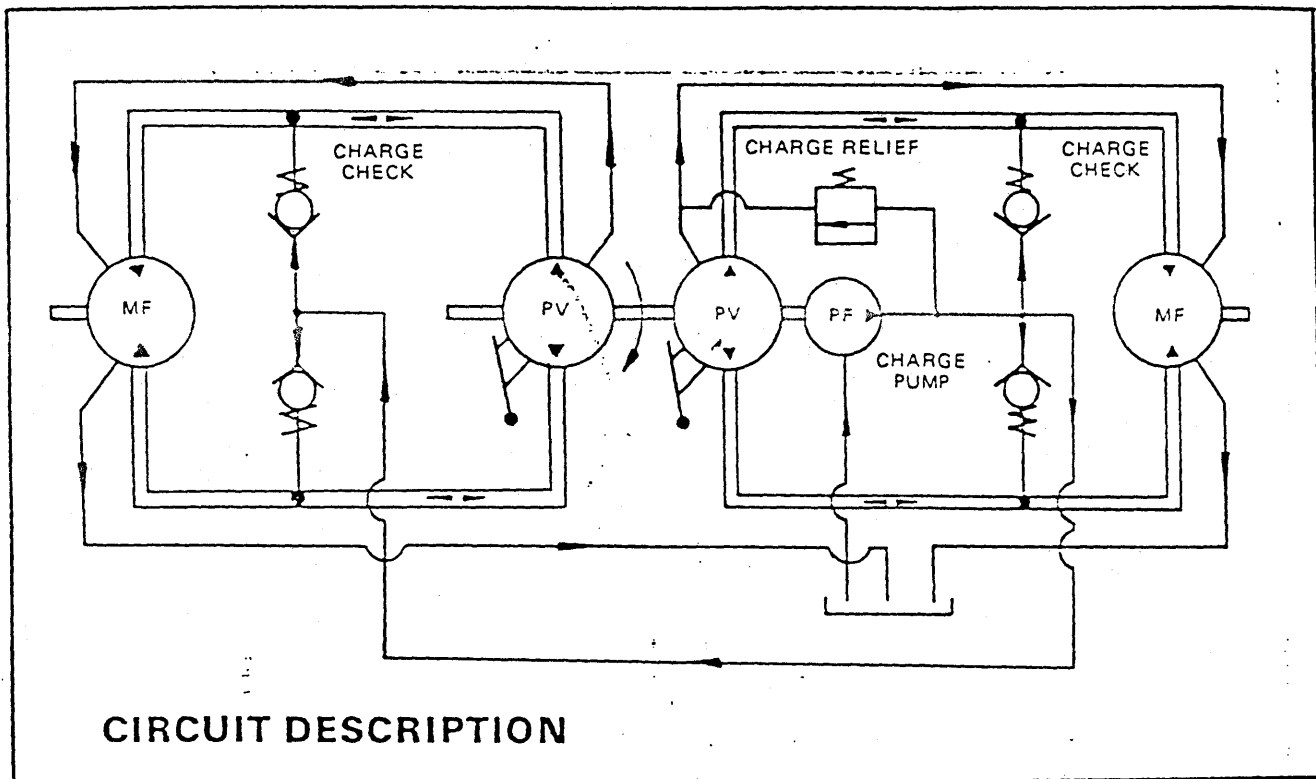 CHARGE
CHECK
CHARGE RELIEF
CHARGE
CHECK
MF
PV
PV
PF
MF
CHARGE
PUMP
CIRCUIT DESCRIPTION